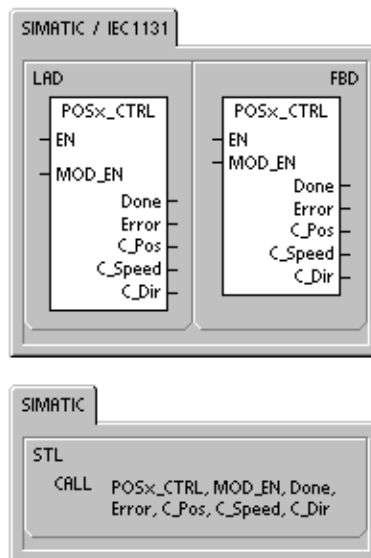 SIMATIC / IEC1131
LAD
POSx_CTRL
EN
MOD_EN
Done
Error
C_Pos
C_Speed
C_Dir
FBD
POSx_CTRL
EN
MOD_EN
Done
Error
C_Pos
C_Speed
C_Dir
SIMATIC
STL
CALL POSx_CTRL, MOD_EN, Done,
Error, C_Pos, C_Speed, C_Dir